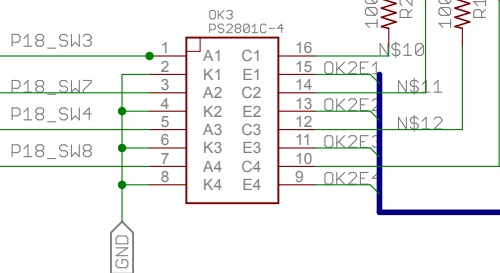 OK3
PS2801C-4
P18_SW3
P18_SW7
P18_SW4
P18_SW8
1 A1 C1 16
2 K1 E1 15
3 A2 C2 14
4 K2 E2 13
5 A3 C3 12
6 K3 E3 11
7 A4 C4 10
8 K4 E4 9
N$10
OK2E1
N$11
OK2E2
N$12
OK2E3
OK2E4
GND
100
R2
100